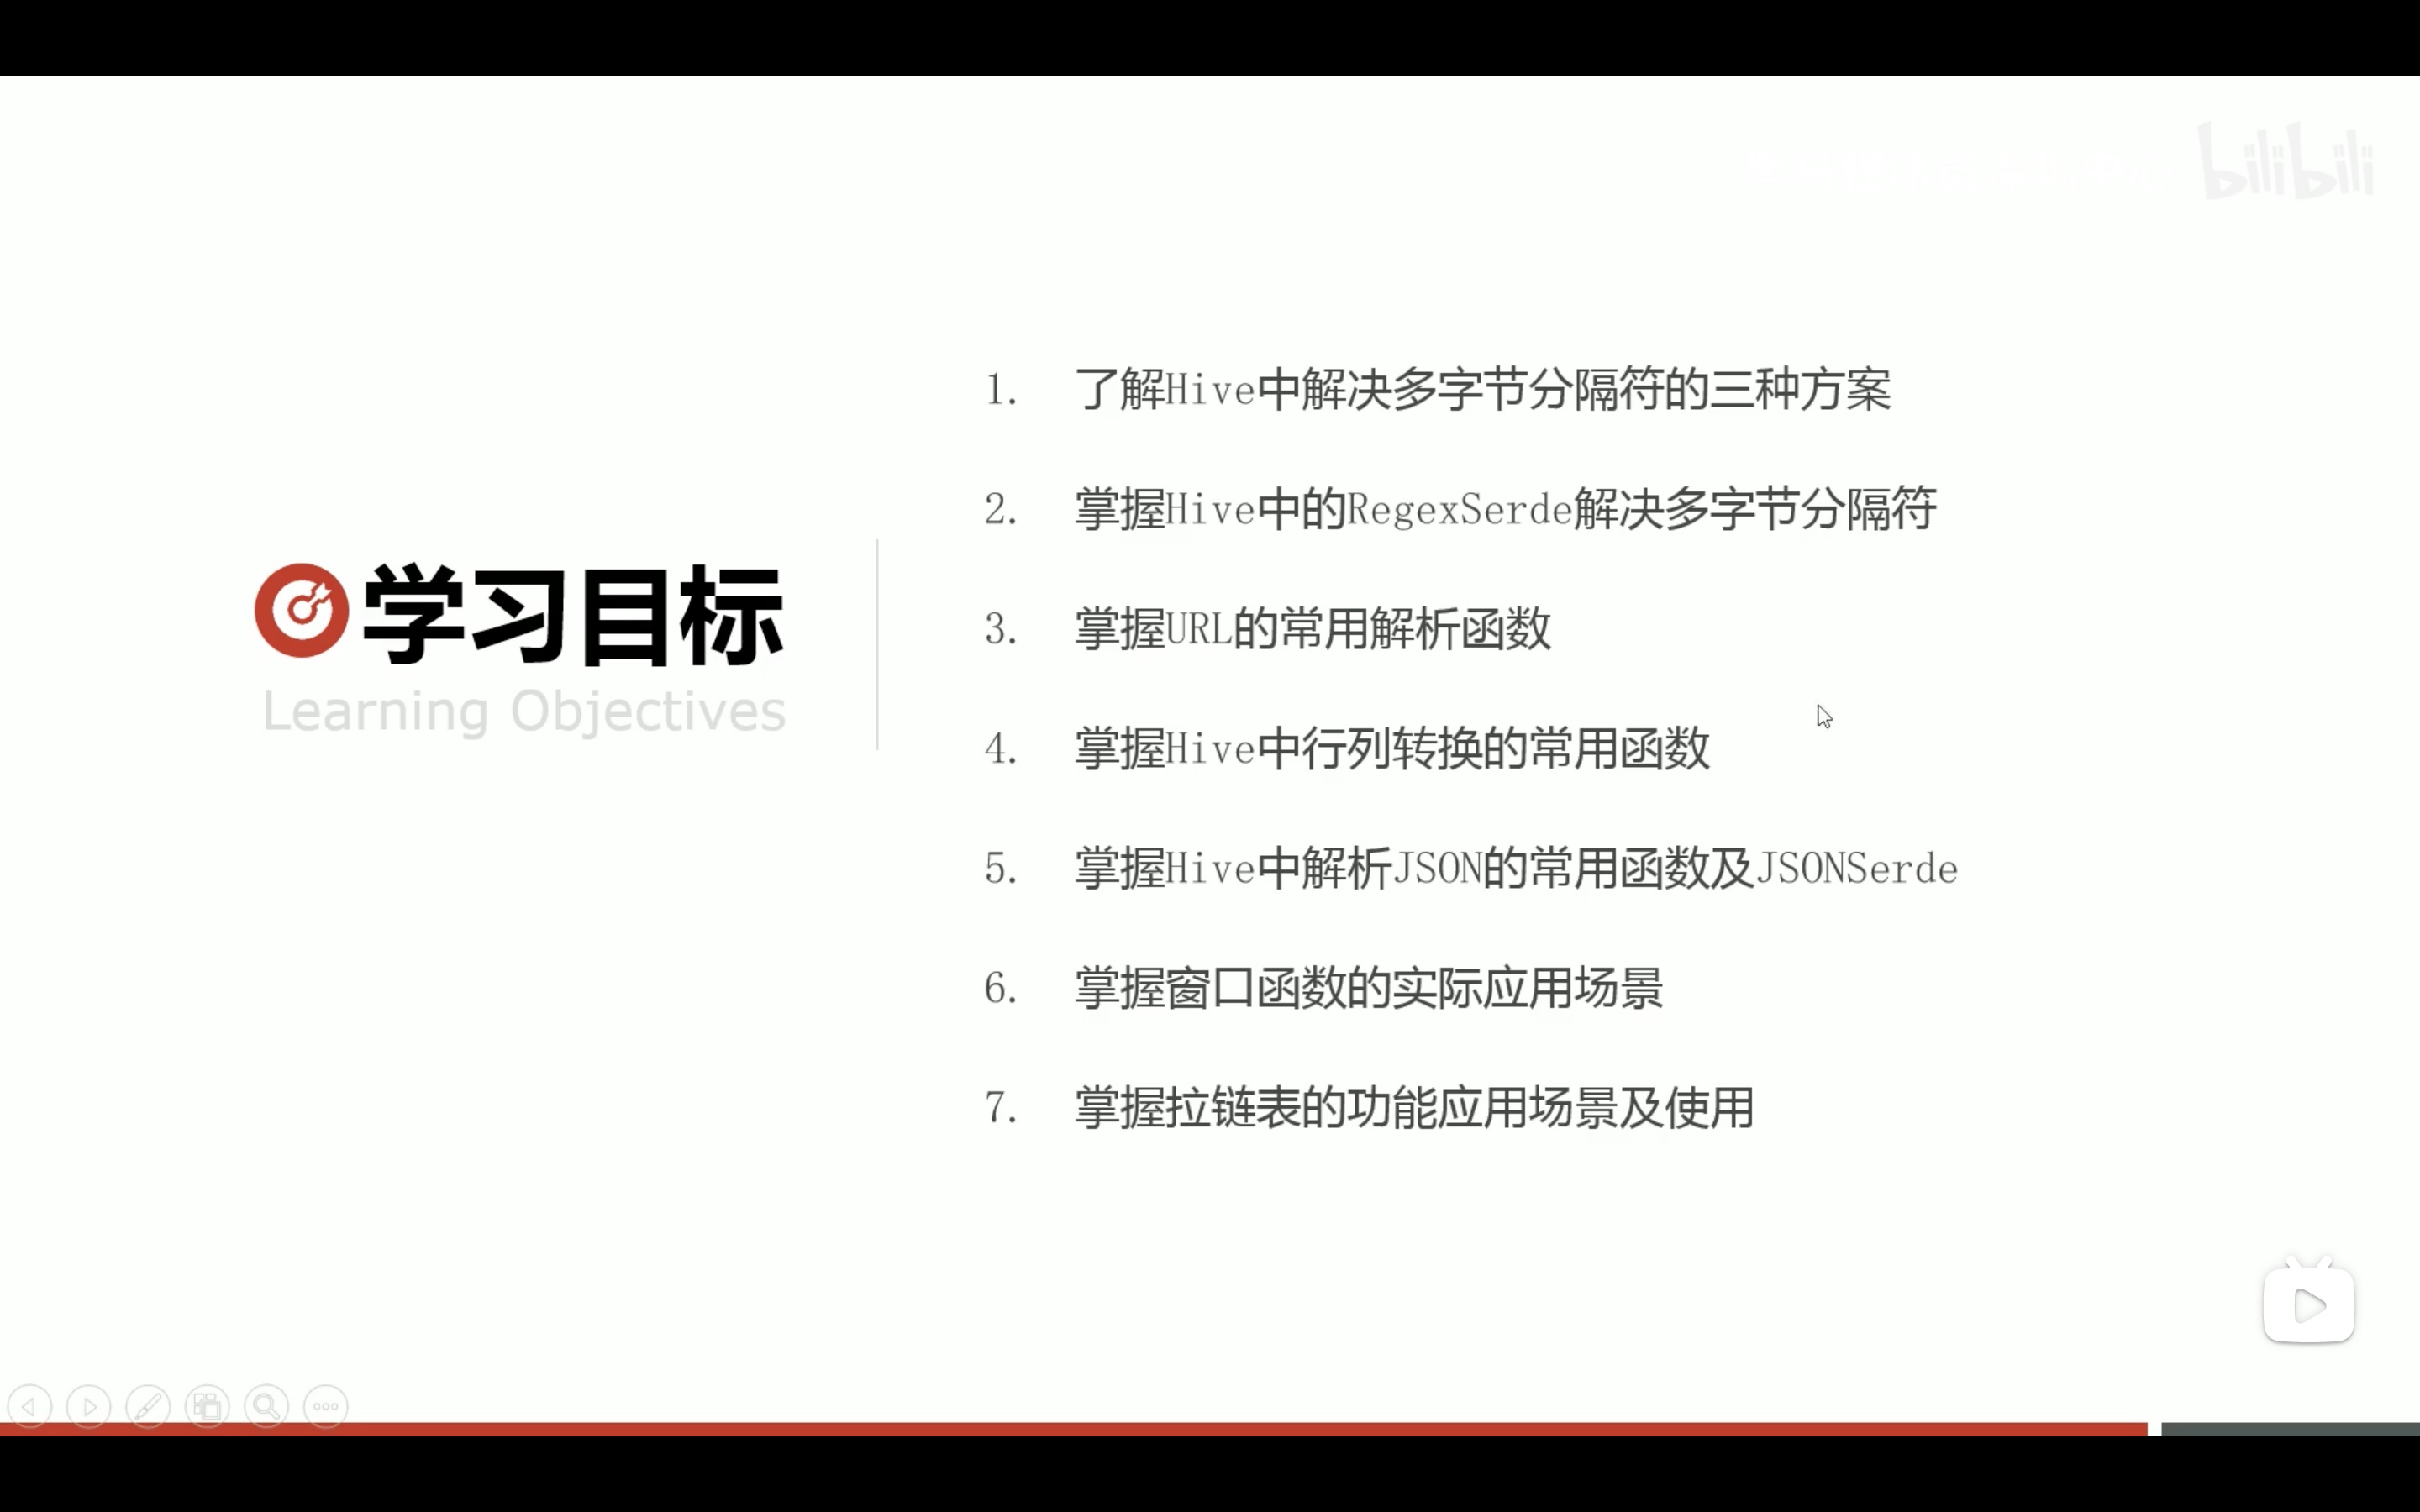 bilibili
学习目标
Learning Objectives
1. 了解Hive中解决多字节分隔符的三种方案
2. 掌握Hive中的RegexSerde解决多字节分隔符
3. 掌握URL的常用解析函数
4. 掌握Hive中行列转换的常用函数
5. 掌握Hive中解析JSON的常用函数及JSONSerde
6. 掌握窗口函数的实际应用场景
7. 掌握拉链表的功能应用场景及使用